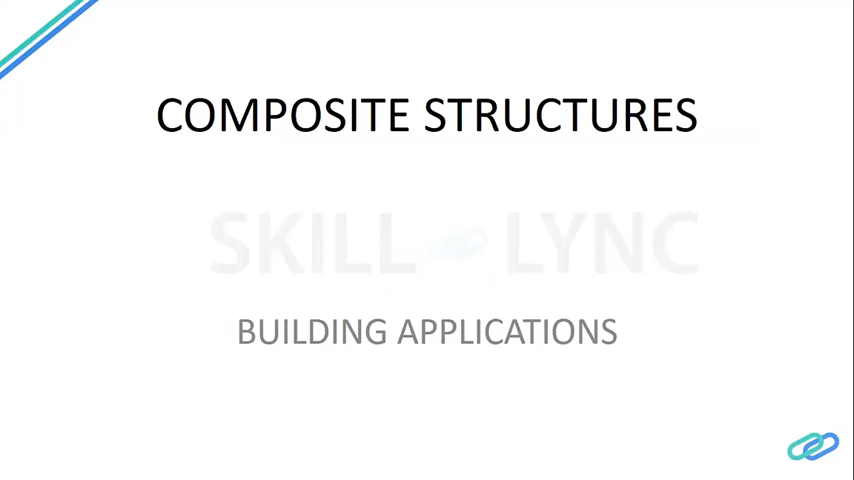 COMPOSITE STRUCTURES
SKILL LYNC
BUILDING APPLICATIONS